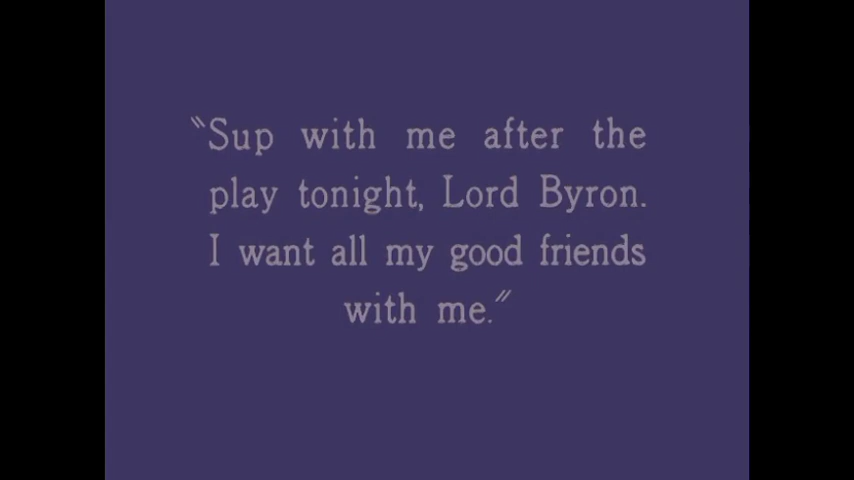 "Sup with me after the
play tonight, Lord Byron.
I want all my good friends
with me."